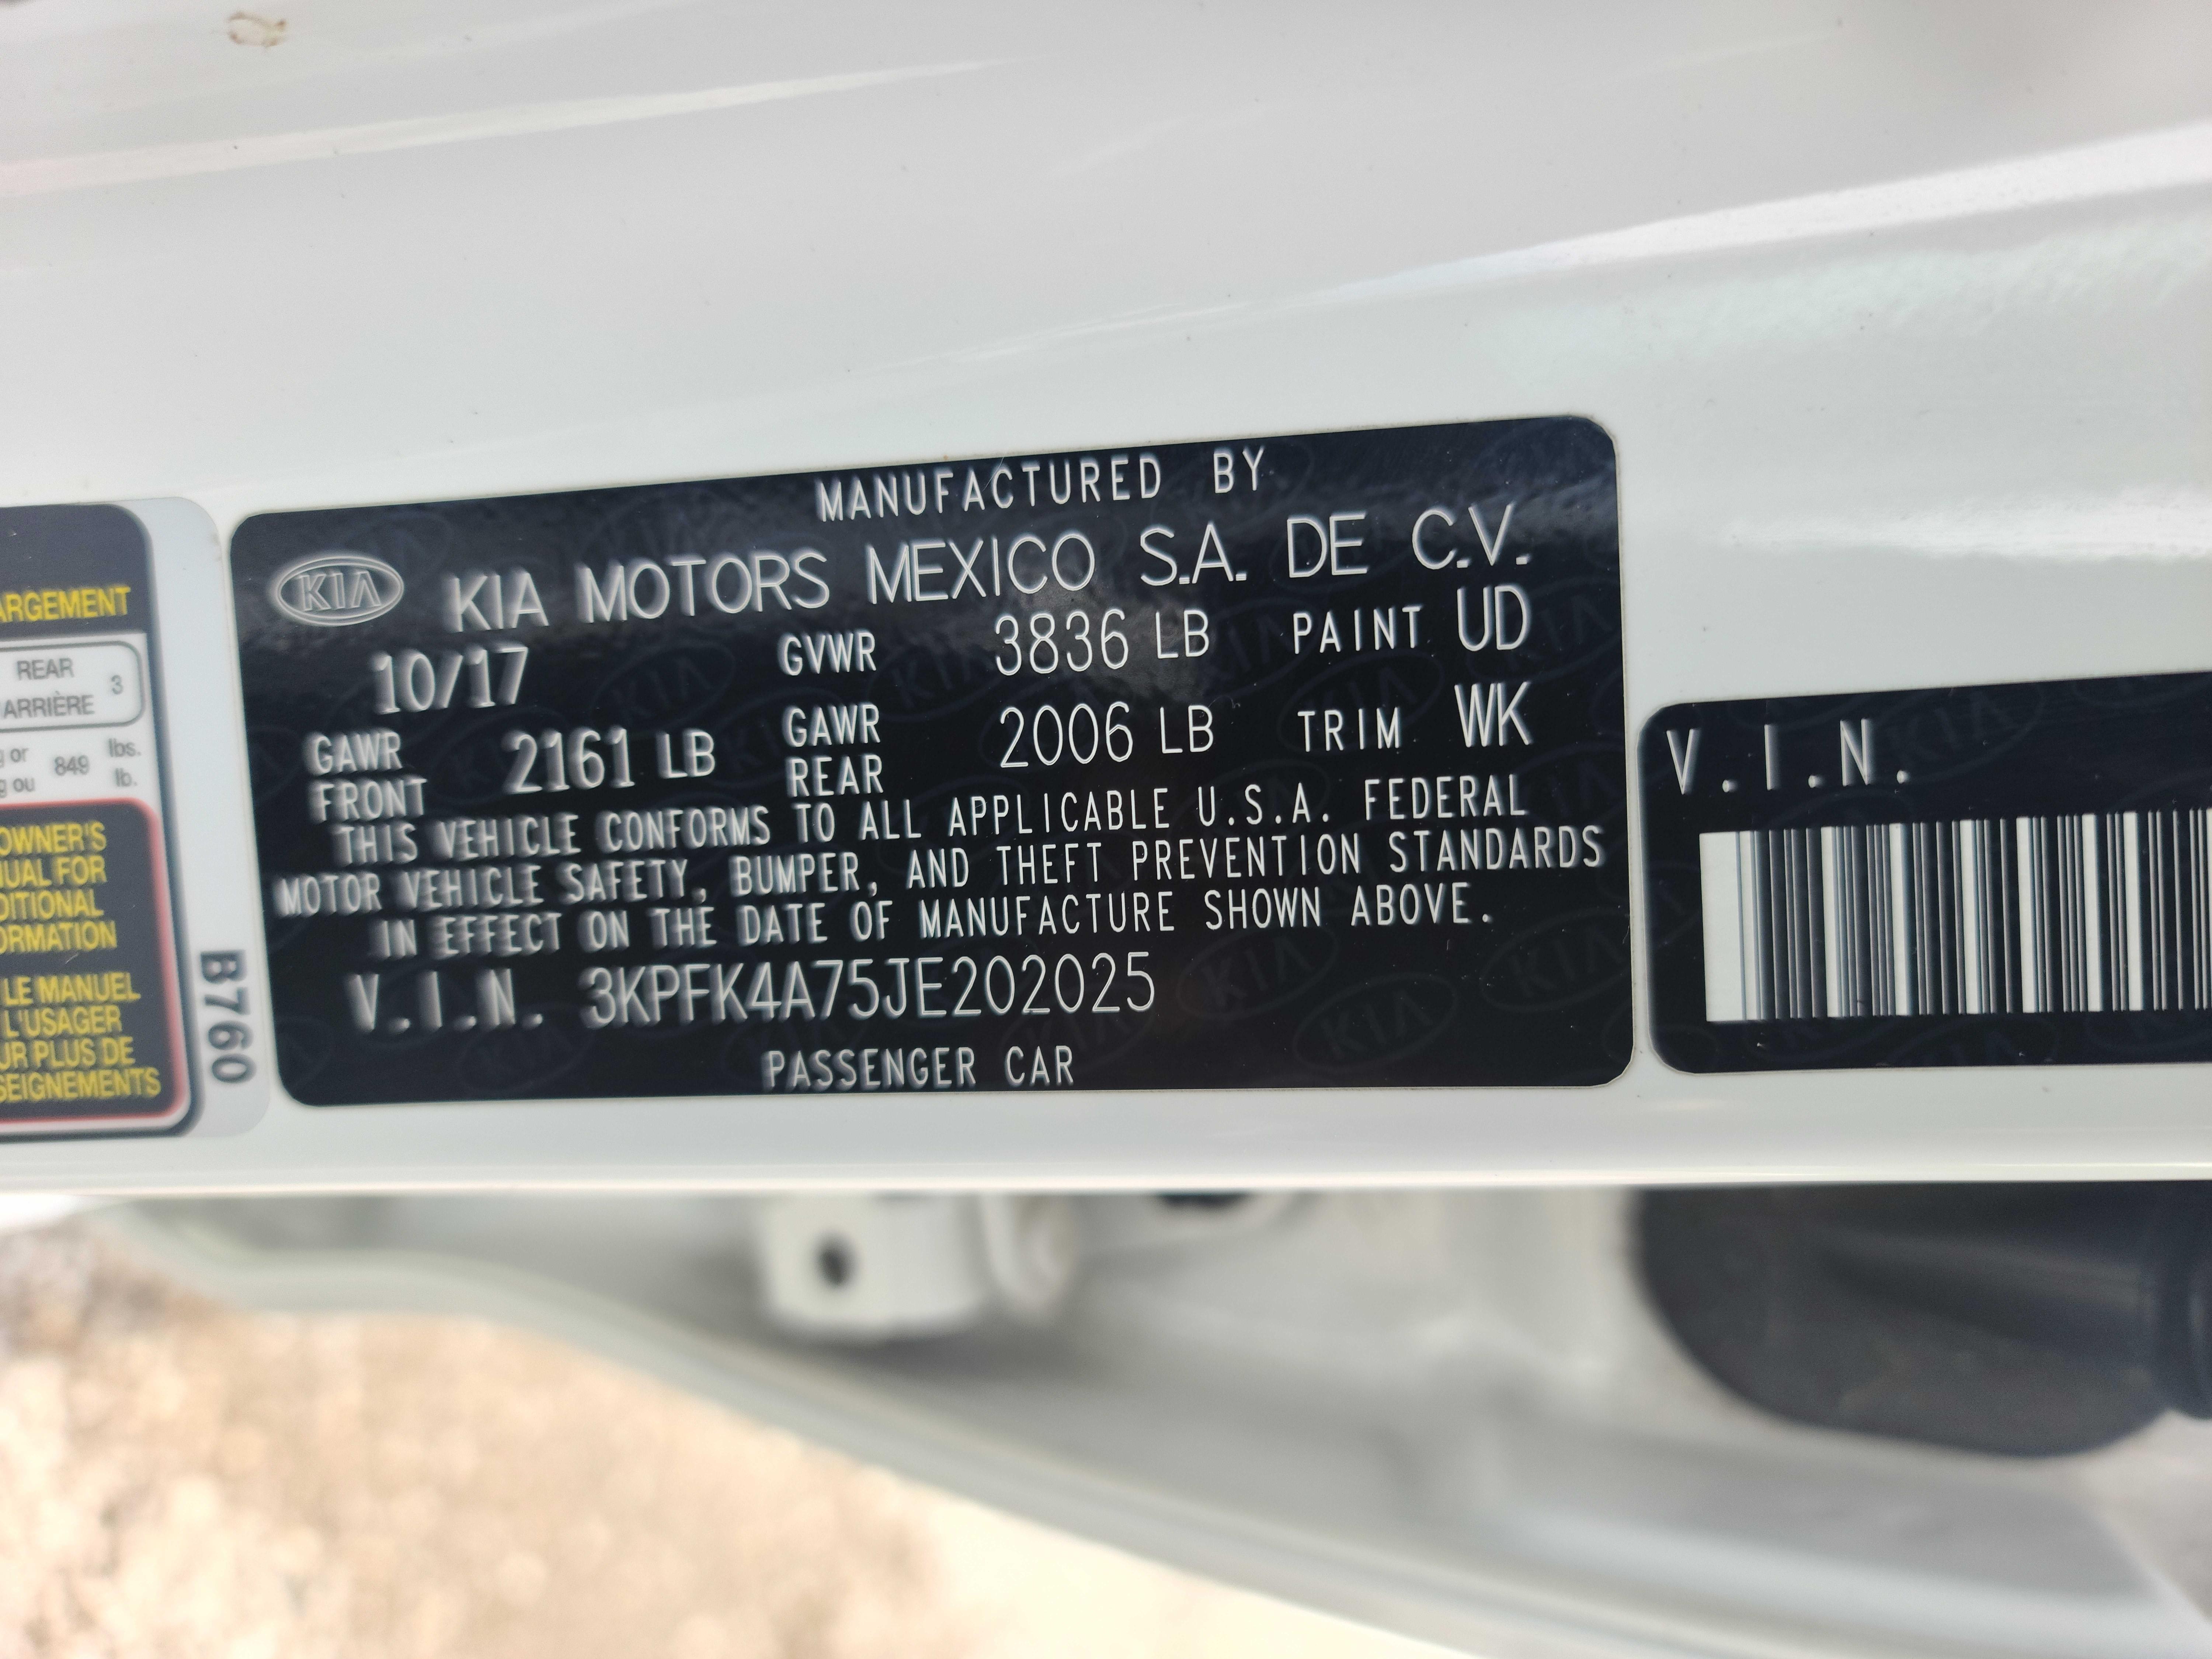 ARGEMENT
REAR
ARRIÈRE 3
g or 849 lbs.
g ou lb.
OWNER'S
UAL FOR
DITIONAL
ORMATION
LE MANUEL
L'USAGER
UR PLUS DE
SEIGNEMENTS
B760
MANUFACTURED BY
KIA KIA MOTORS MEXICO S.A. DE C.V.
10/17 GVWR 3836 LB PAINT UD
GAWR FRONT 2161 LB GAWR REAR 2006 LB TRIM WK
THIS VEHICLE CONFORMS TO ALL APPLICABLE U.S.A. FEDERAL
MOTOR VEHICLE SAFETY, BUMPER, AND THEFT PREVENTION STANDARDS
IN EFFECT ON THE DATE OF MANUFACTURE SHOWN ABOVE.
V.I.N. 3KPFK4A75JE202025
PASSENGER CAR
V.I.N.